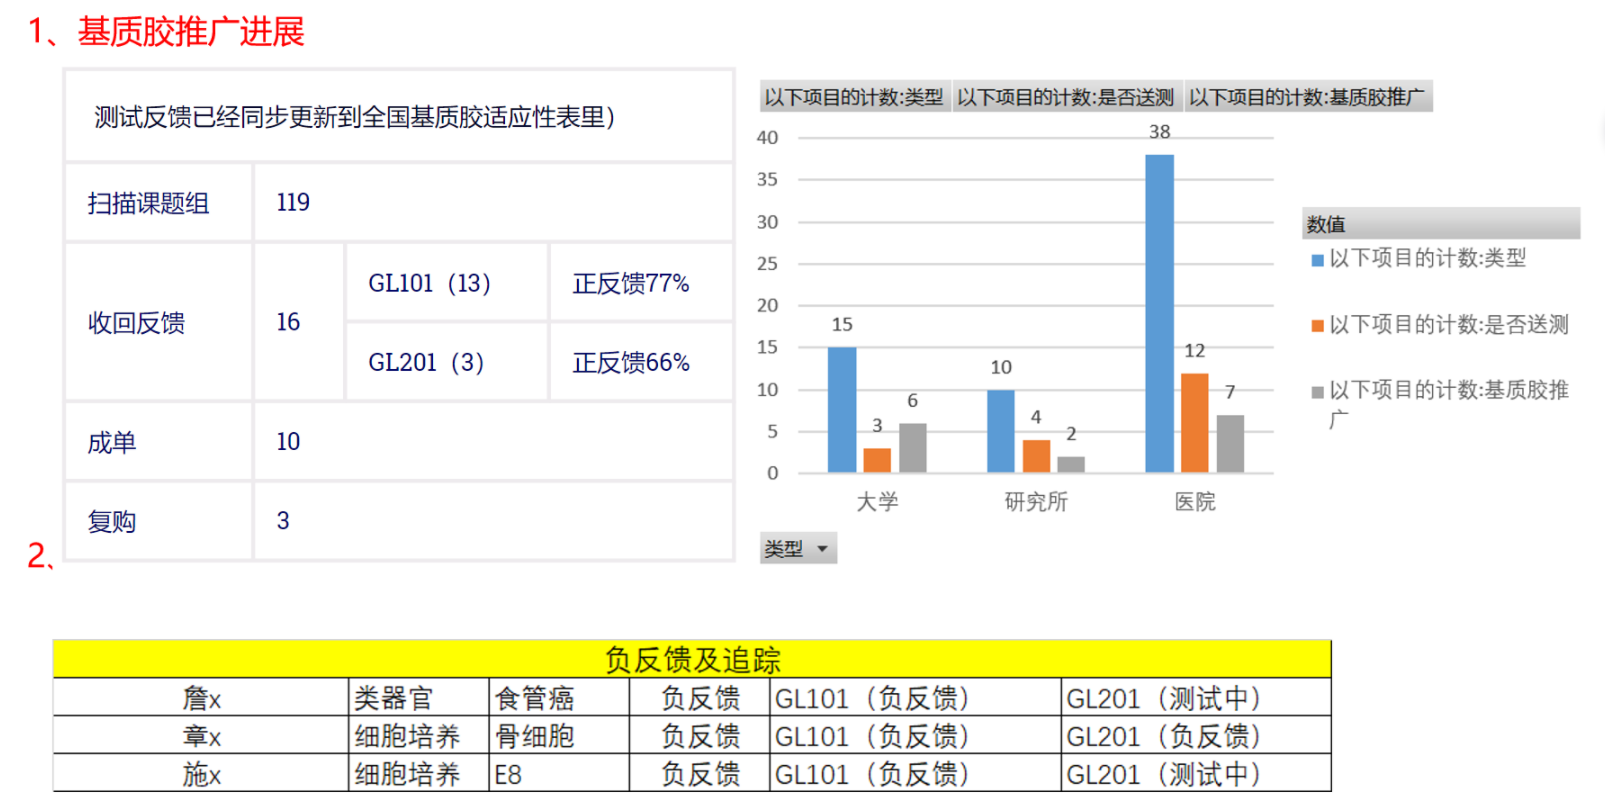 1、基质胶推广进展
测试反馈已经同步更新到全国基质胶适应性表里）
扫描课题组 119
收回反馈 16
GL101（13） 正反馈77%
GL201（3） 正反馈66%
成单 10
复购 3
以下项目的计数:类型 以下项目的计数:是否送测 以下项目的计数:基质胶推广
40
35
30
25
20
15
10
5
0
15
3
6
10
4
2
38
12
7
大学 研究所 医院
类型
数值
以下项目的计数:类型
以下项目的计数:是否送测
以下项目的计数:基质胶推
广
2、
负反馈及追踪
詹x 类器官 食管癌 负反馈 GL101（负反馈） GL201（测试中）
章x 细胞培养 骨细胞 负反馈 GL101（负反馈） GL201（负反馈）
施x 细胞培养 E8 负反馈 GL101（负反馈） GL201（测试中）